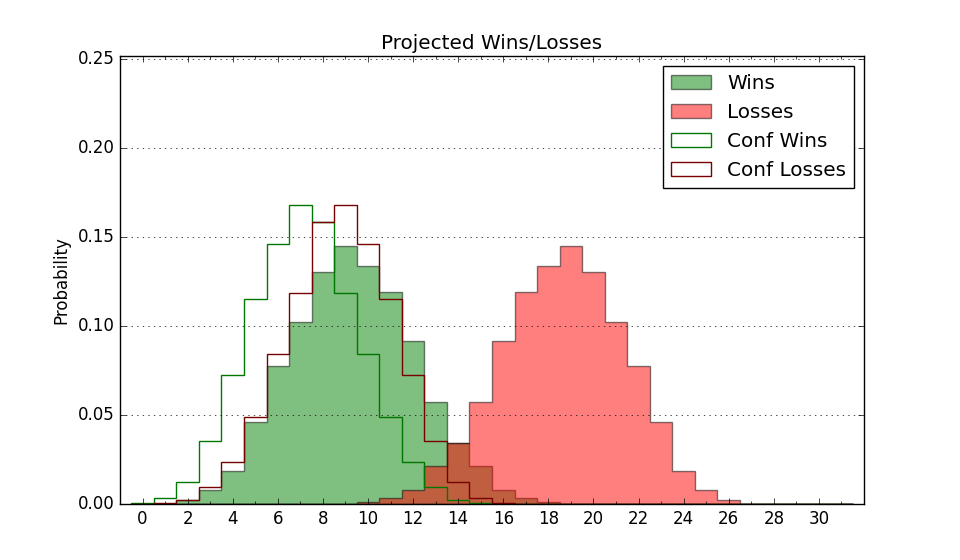 Projected Wins/Losses
Wins
Losses
Conf Wins
Conf Losses
Probability
0.25
0.20
0.15
0.10
0.05
0.00
0 2 4 6 8 10 12 14 16 18 20 22 24 26 28 30